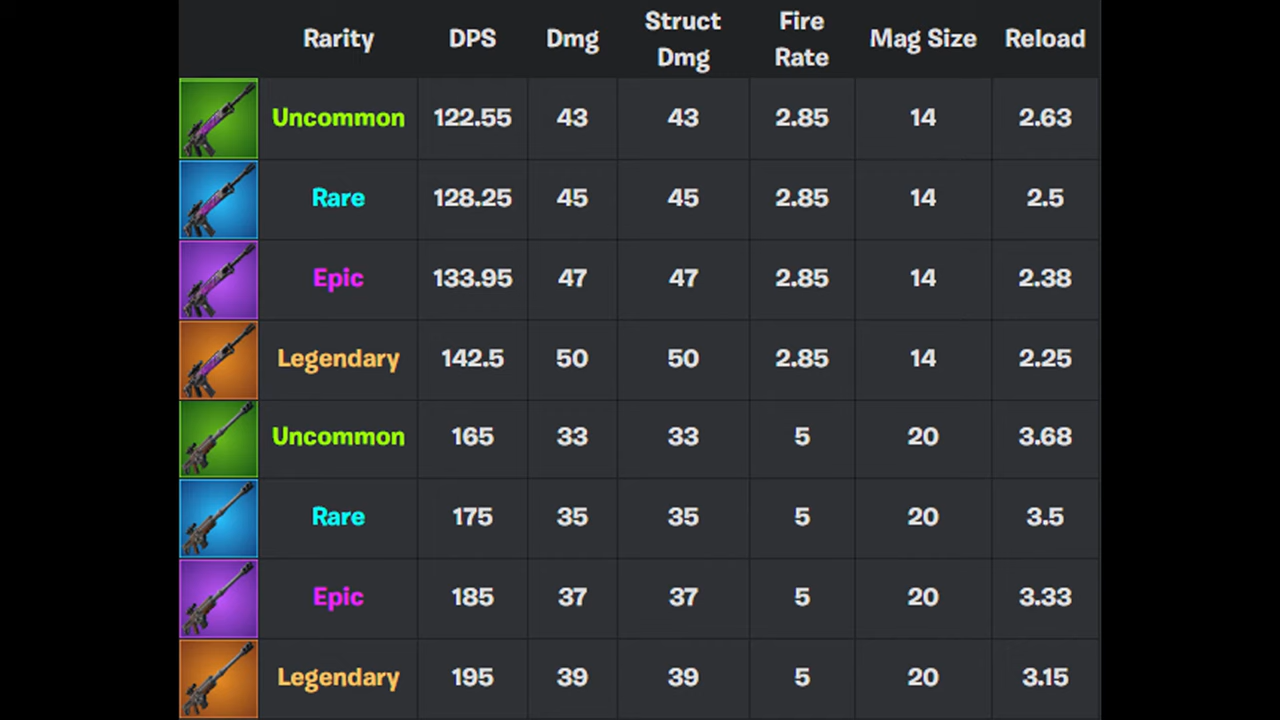 Rarity DPS Dmg Struct Dmg Fire Rate Mag Size Reload
Uncommon 122.55 43 43 2.85 14 2.63
Rare 128.25 45 45 2.85 14 2.5
Epic 133.95 47 47 2.85 14 2.38
Legendary 142.5 50 50 2.85 14 2.25
Uncommon 165 33 33 5 20 3.68
Rare 175 35 35 5 20 3.5
Epic 185 37 37 5 20 3.33
Legendary 195 39 39 5 20 3.15